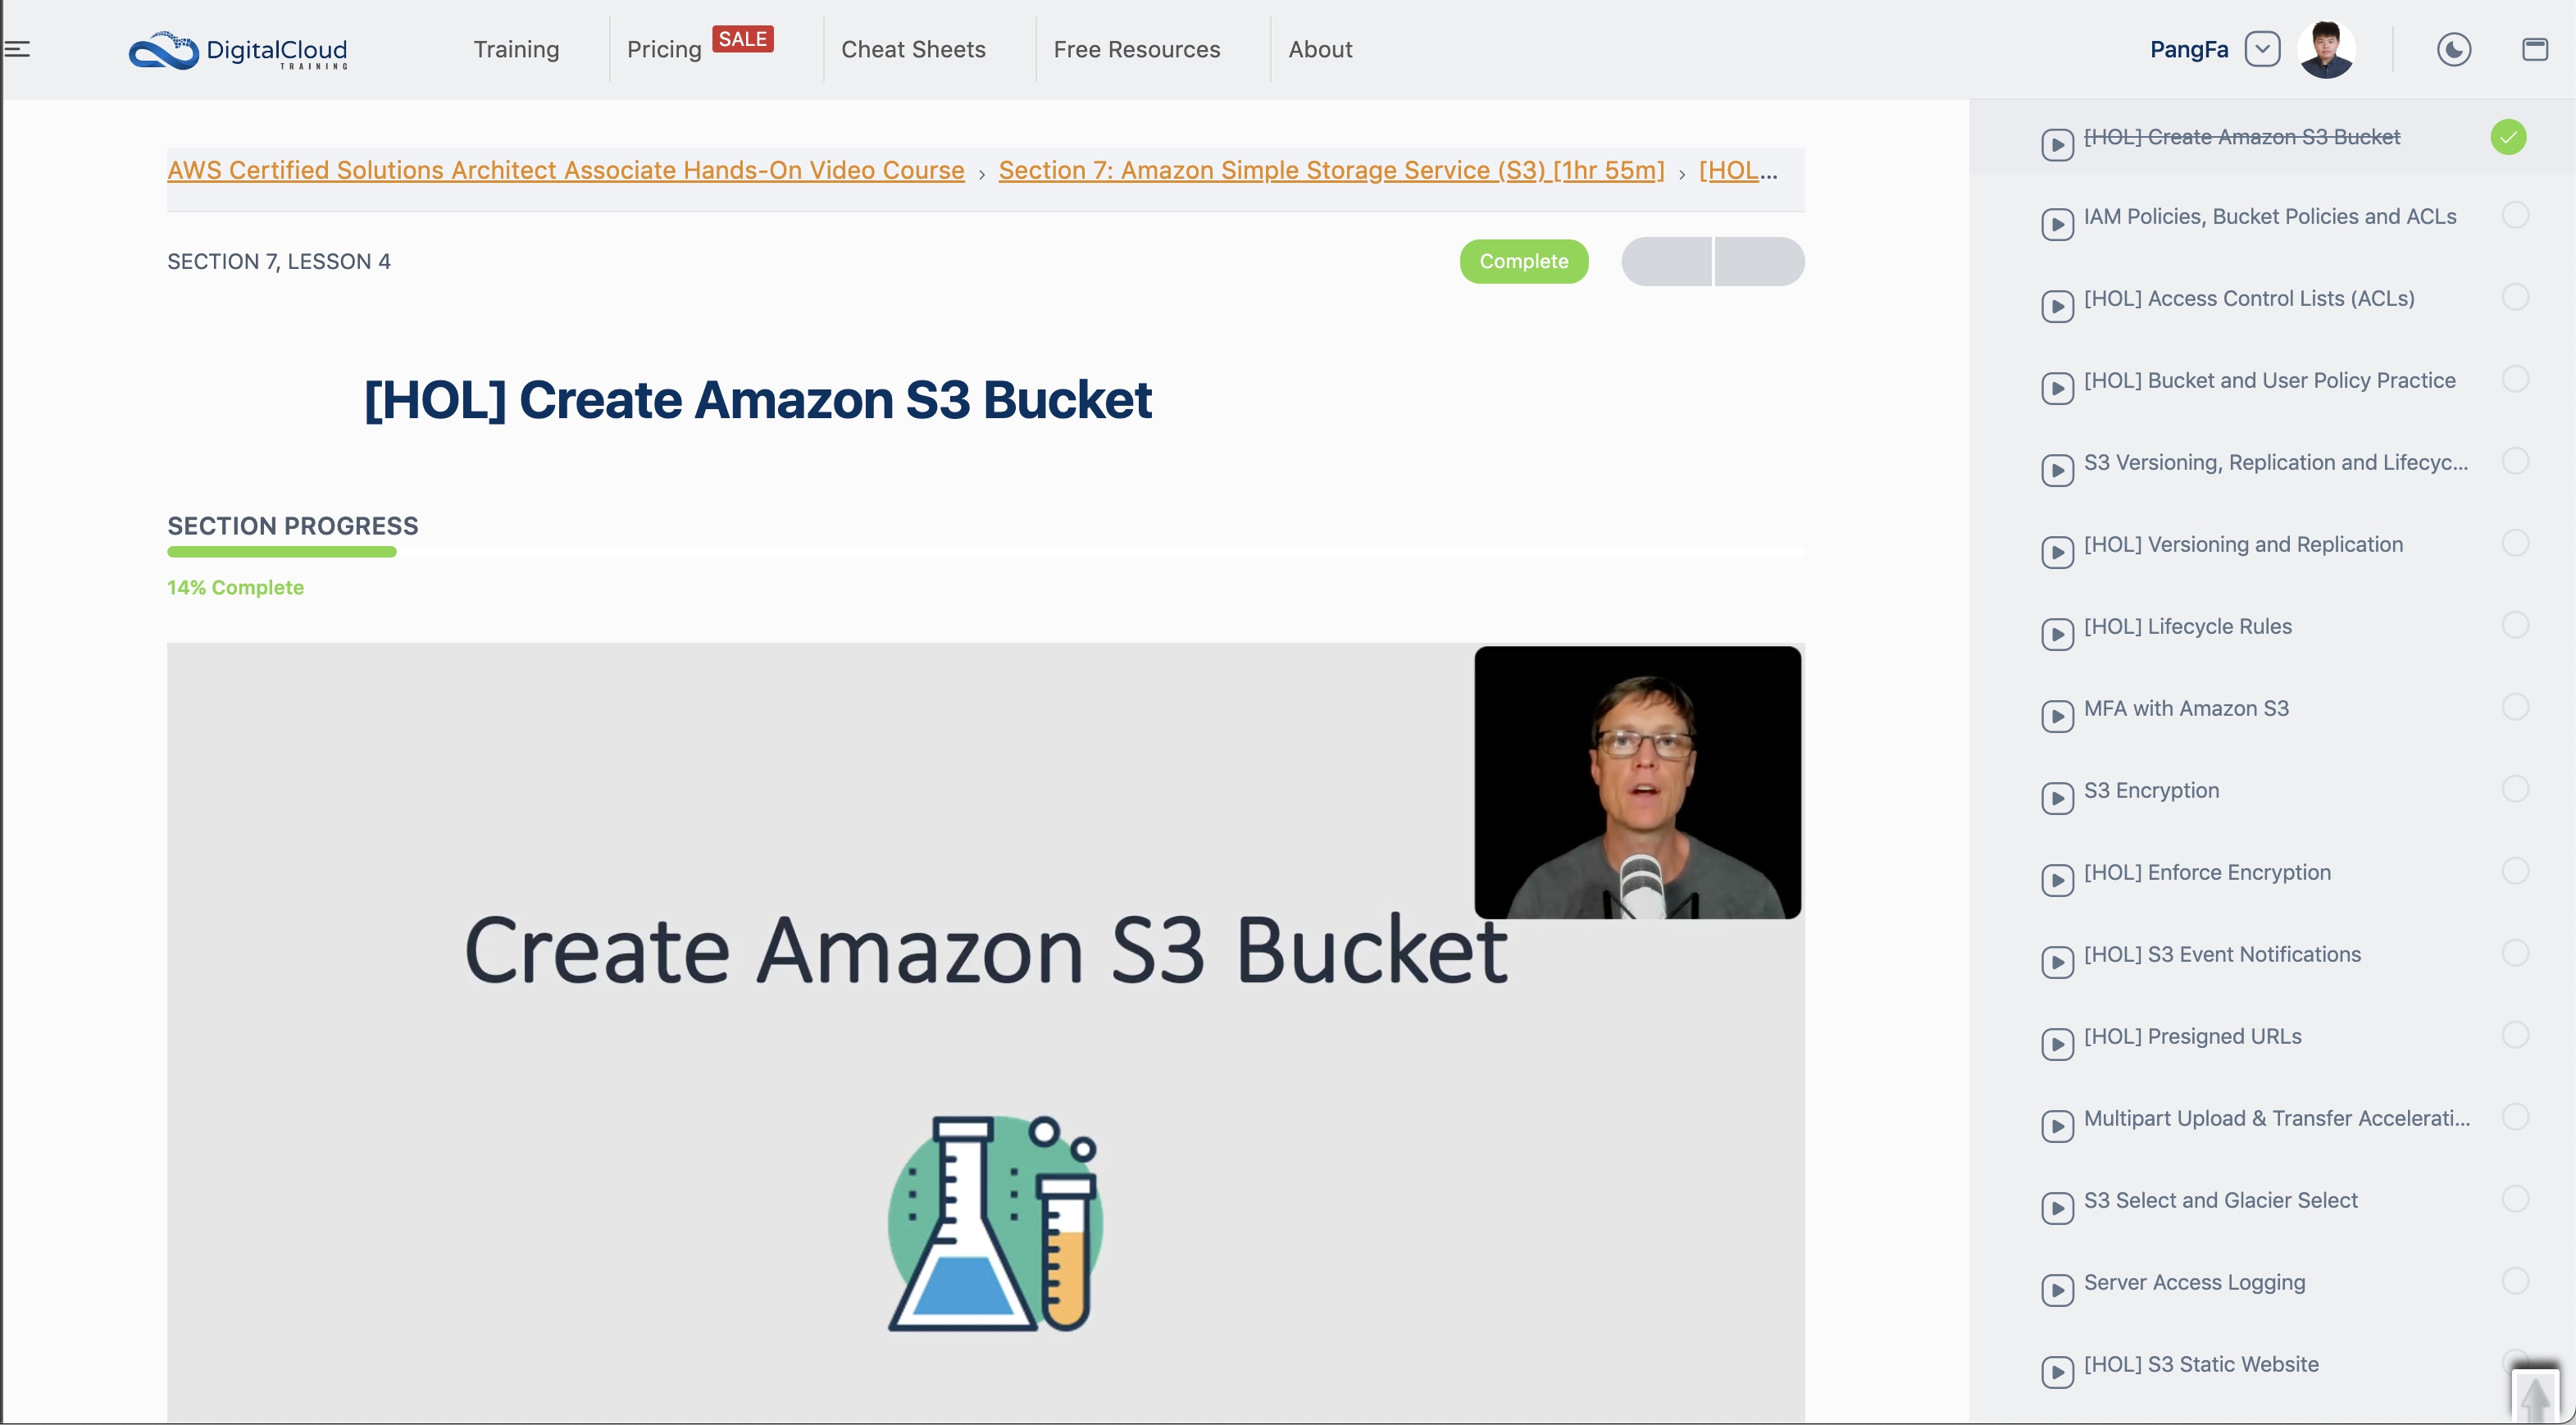 DigitalCloud
TRAINING
Training
Pricing
SALE
Cheat Sheets
Free Resources
About
PangFa
AWS Certified Solutions Architect Associate Hands-On Video Course › Section 7: Amazon Simple Storage Service (S3) [1hr 55m] › [HOL...
SECTION 7, LESSON 4
Complete
[HOL] Create Amazon S3 Bucket
SECTION PROGRESS
14% Complete
Create Amazon S3 Bucket
[HOL] Create Amazon S3 Bucket
IAM Policies, Bucket Policies and ACLs
[HOL] Access Control Lists (ACLs)
[HOL] Bucket and User Policy Practice
S3 Versioning, Replication and Lifecyc...
[HOL] Versioning and Replication
[HOL] Lifecycle Rules
MFA with Amazon S3
S3 Encryption
[HOL] Enforce Encryption
[HOL] S3 Event Notifications
[HOL] Presigned URLs
Multipart Upload & Transfer Accelerati...
S3 Select and Glacier Select
Server Access Logging
[HOL] S3 Static Website